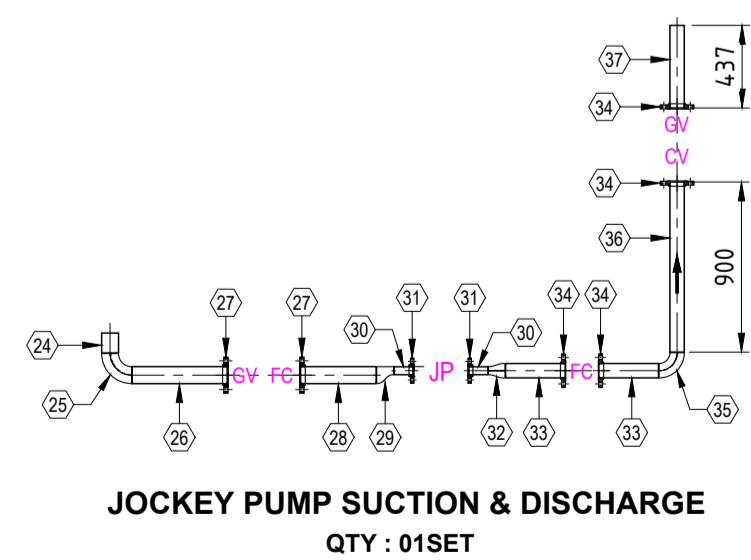 37
437
34
GV
CV
34
36
900
27
27
31
31
34
34
30
30
24
GV
FC
JP
FC
25
26
28
29
32
33
33
35
JOCKEY PUMP SUCTION & DISCHARGE
QTY : 01SET